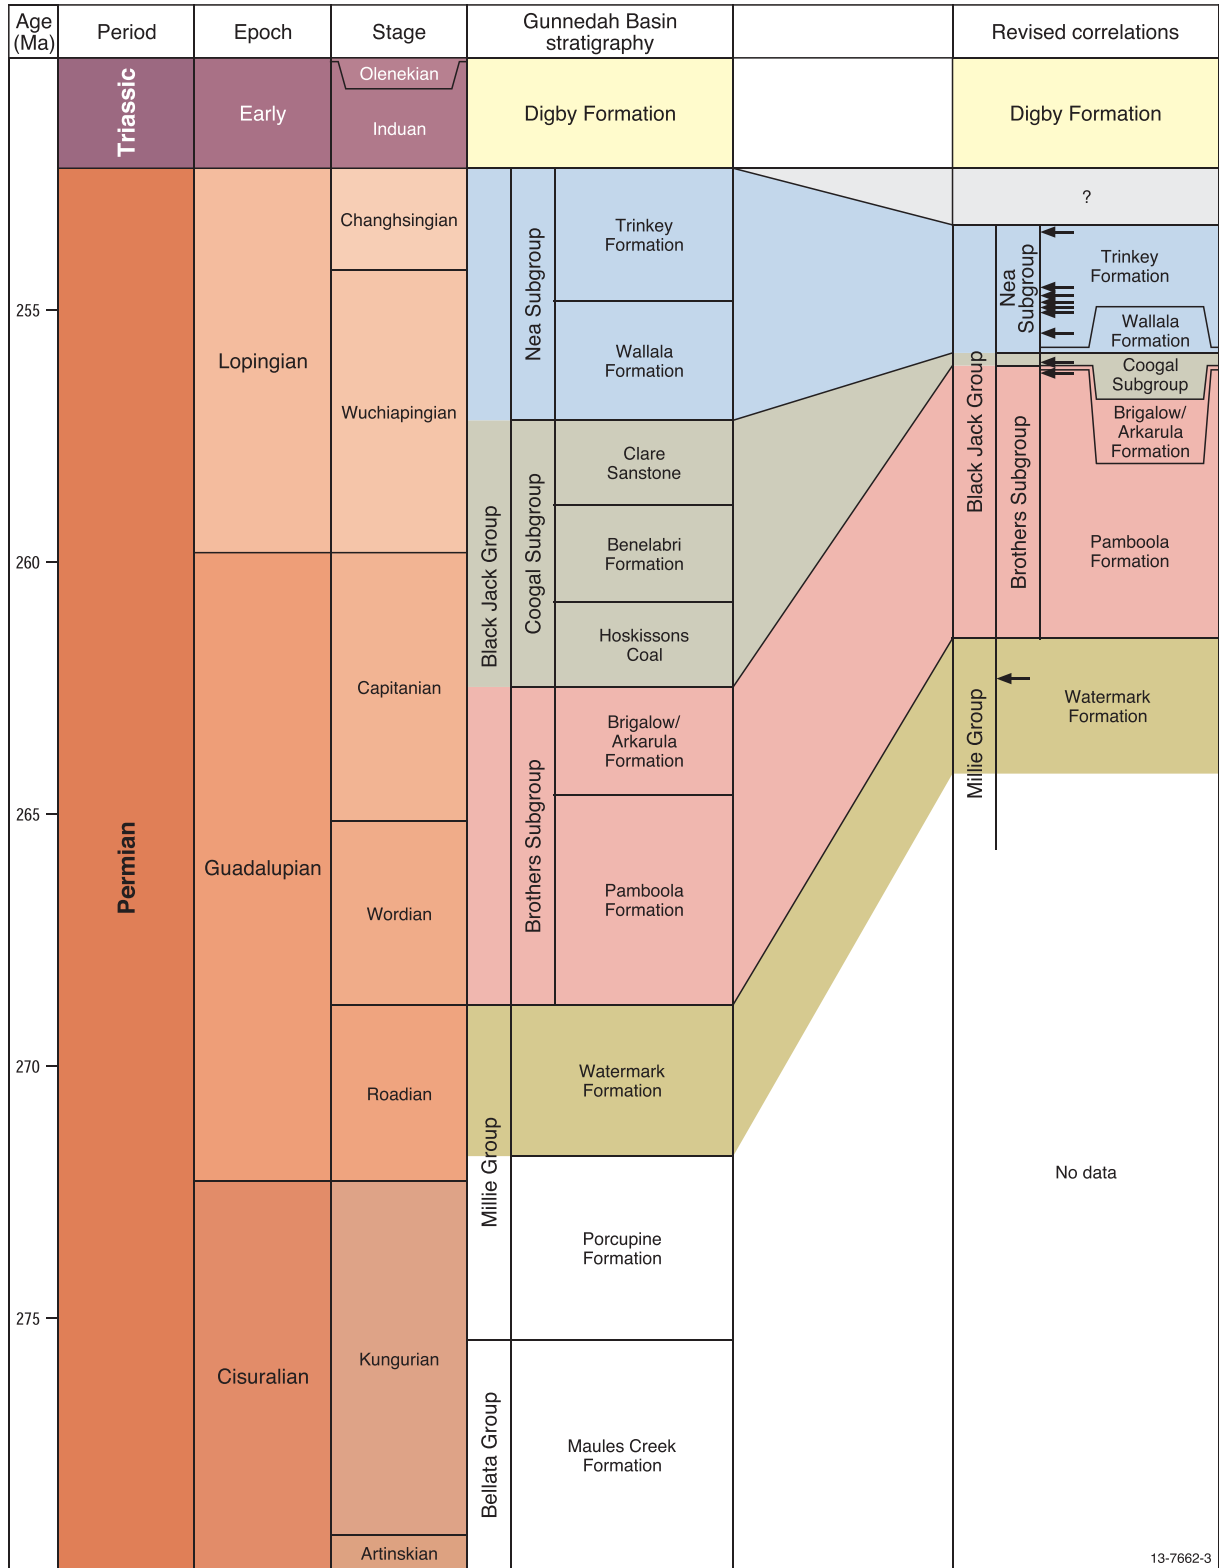 Age
(Ma)
Period
Epoch
Stage
Gunnedah Basin
stratigraphy
Revised correlations
Triassic
Early
Olenekian
Induan
Digby Formation
Digby Formation
?
Permian
Lopingian
Guadalupian
Cisuralian
Changhsingian
Wuchiapingian
Capitanian
Wordian
Roadian
Kungurian
Artinskian
255
260
265
270
275
Black Jack Group
Millie Group
Bellata Group
Nea Subgroup
Coogal Subgroup
Brothers Subgroup
Trinkey
Formation
Wallala
Formation
Clare
Sanstone
Benelabri
Formation
Hoskissons
Coal
Brigalow/
Arkarula
Formation
Pamboola
Formation
Watermark
Formation
Porcupine
Formation
Maules Creek
Formation
Black Jack Group
Millie Group
Nea
Subgroup
Brothers Subgroup
Trinkey
Formation
Wallala
Formation
Coogal
Subgroup
Brigalow/
Arkarula
Formation
Pamboola
Formation
Watermark
Formation
No data
13-7662-3